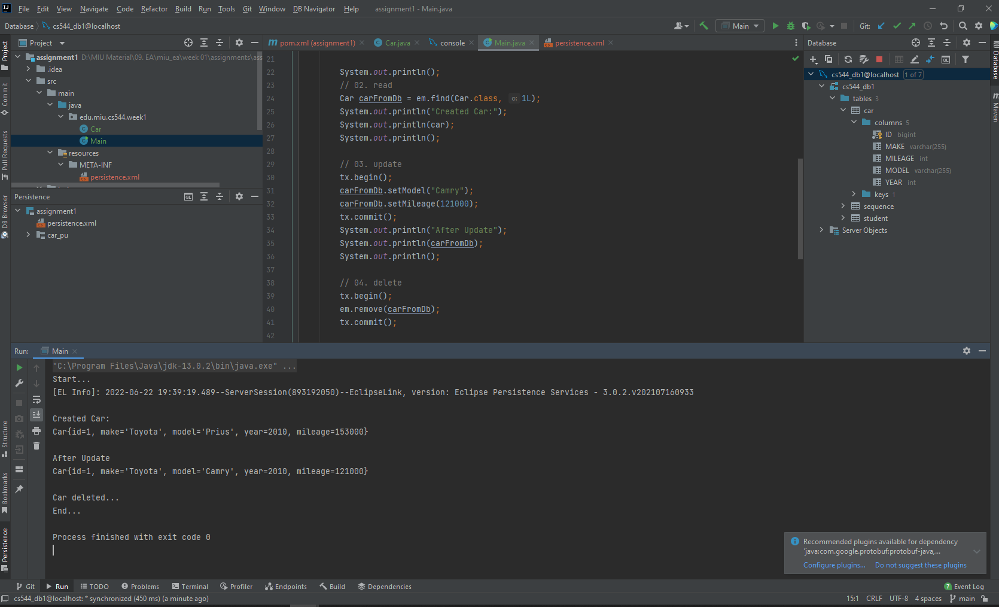 File Edit View Navigate Code Refactor Build Run Tools Git Window DB Navigator Help assignment1 - Main.java
Database cs544_db1@localhost
Main
Git:
Project
pom.xml (assignment1)
Car.java
console
Main.java
persistence.xml
Database
assignment1 D:\MIU Material\09. EA\miu_ea\week 01\assignments\ass
.idea
src
main
java
edu.miu.cs544.week1
Car
Main
resources
META-INF
persistence.xml
Persistence
assignment1
persistence.xml
car_pu
21
22 System.out.println();
23 // 02. read
24 Car carFromDb = em.find(Car.class, o: 1L);
25 System.out.println("Created Car:");
26 System.out.println(car);
27 System.out.println();
28
29 // 03. update
30 tx.begin();
31 carFromDb.setModel("Camry");
32 carFromDb.setMileage(121000);
33 tx.commit();
34 System.out.println("After Update");
35 System.out.println(carFromDb);
36 System.out.println();
37
38 // 04. delete
39 tx.begin();
40 em.remove(carFromDb);
41 tx.commit();
42
cs544_db1@localhost 1 of 7
cs544_db1
tables 3
car
columns 5
ID bigint
MAKE varchar(255)
MILEAGE int
MODEL varchar(255)
YEAR int
keys 1
sequence
student
Server Objects
Project
Commit
Pull Requests
DB Browser
Structure
Bookmarks
Persistence
Database
Maven
Run: Main
"C:\Program Files\Java\jdk-13.0.2\bin\java.exe" ...
Start...
[EL Info]: 2022-06-22 19:39:19.489--ServerSession(893192050)--EclipseLink, version: Eclipse Persistence Services - 3.0.2.v202107160933
Created Car:
Car{id=1, make='Toyota', model='Prius', year=2010, mileage=153000}
After Update
Car{id=1, make='Toyota', model='Camry', year=2010, mileage=121000}
Car deleted...
End...
Process finished with exit code 0
Recommended plugins available for dependency
'java:com.google.protobuf:protobuf-java,...
Configure plugins... Do not suggest these plugins
Git Run TODO Problems Terminal Profiler Endpoints Build Dependencies 7 Event Log
cs544_db1@localhost: * synchronized (450 ms) (a minute ago) 15:1 CRLF UTF-8 4 spaces main